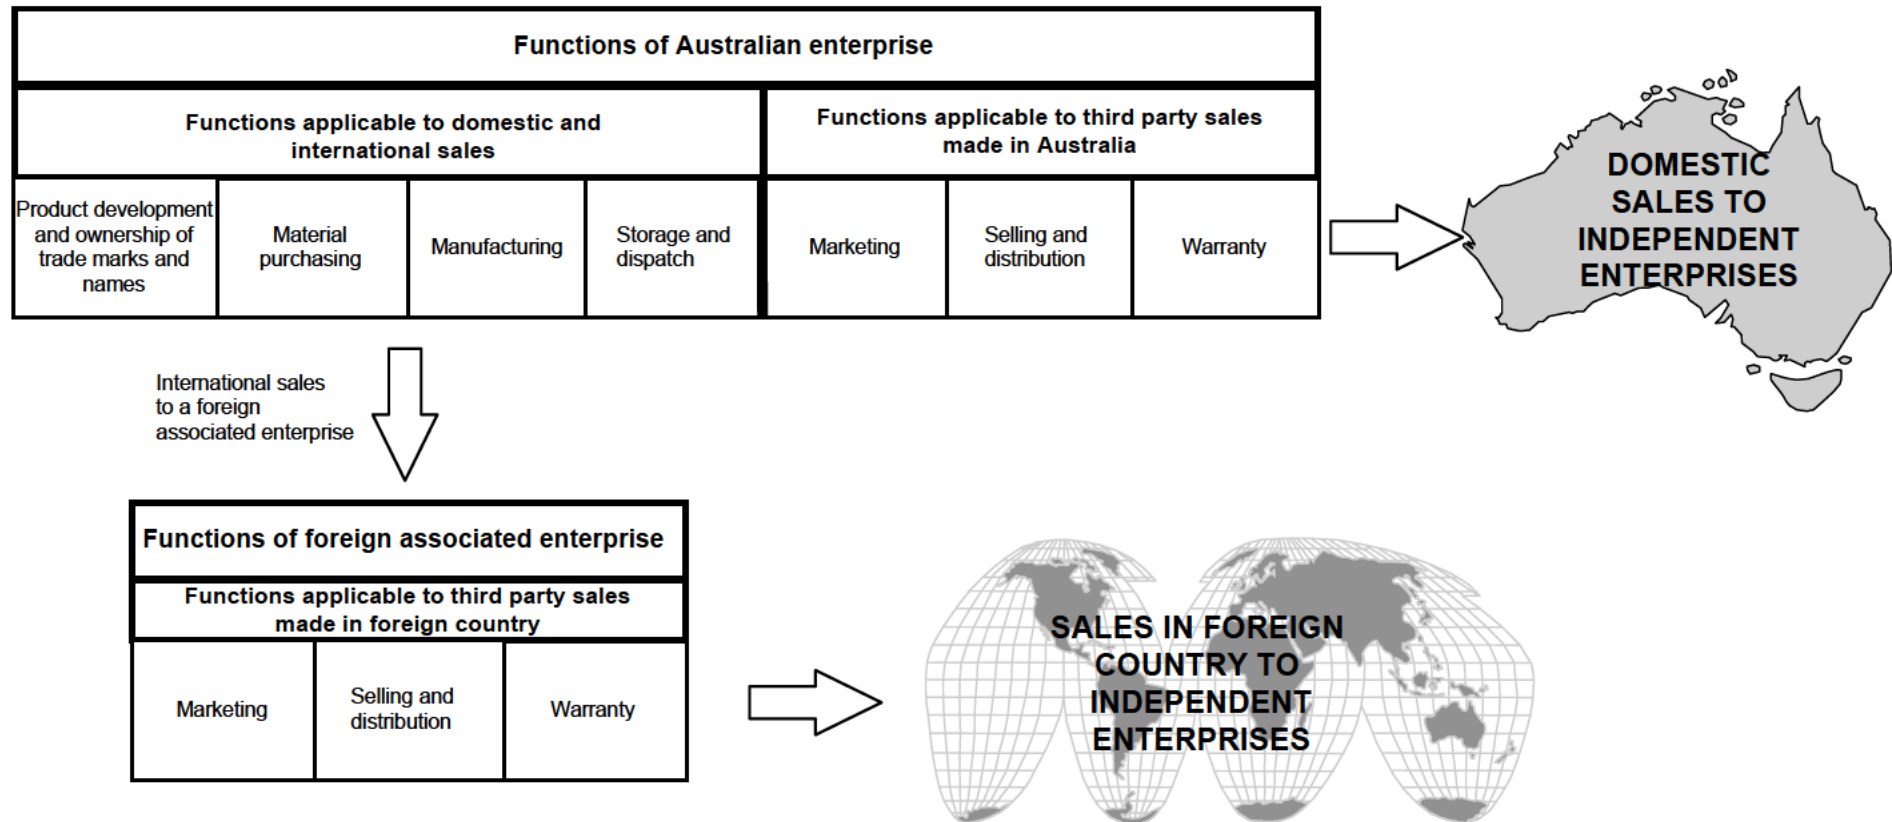 Functions of Australian enterprise
Functions applicable to domestic and
international sales
Functions applicable to third party sales
made in Australia
Product development
and ownership of
trade marks and
names
Material
purchasing
Manufacturing
Storage and
dispatch
Marketing
Selling and
distribution
Warranty
DOMESTIC
SALES TO
INDEPENDENT
ENTERPRISES
International sales
to a foreign
associated enterprise
Functions of foreign associated enterprise
Functions applicable to third party sales
made in foreign country
Marketing
Selling and
distribution
Warranty
SALES IN FOREIGN
COUNTRY TO
INDEPENDENT
ENTERPRISES